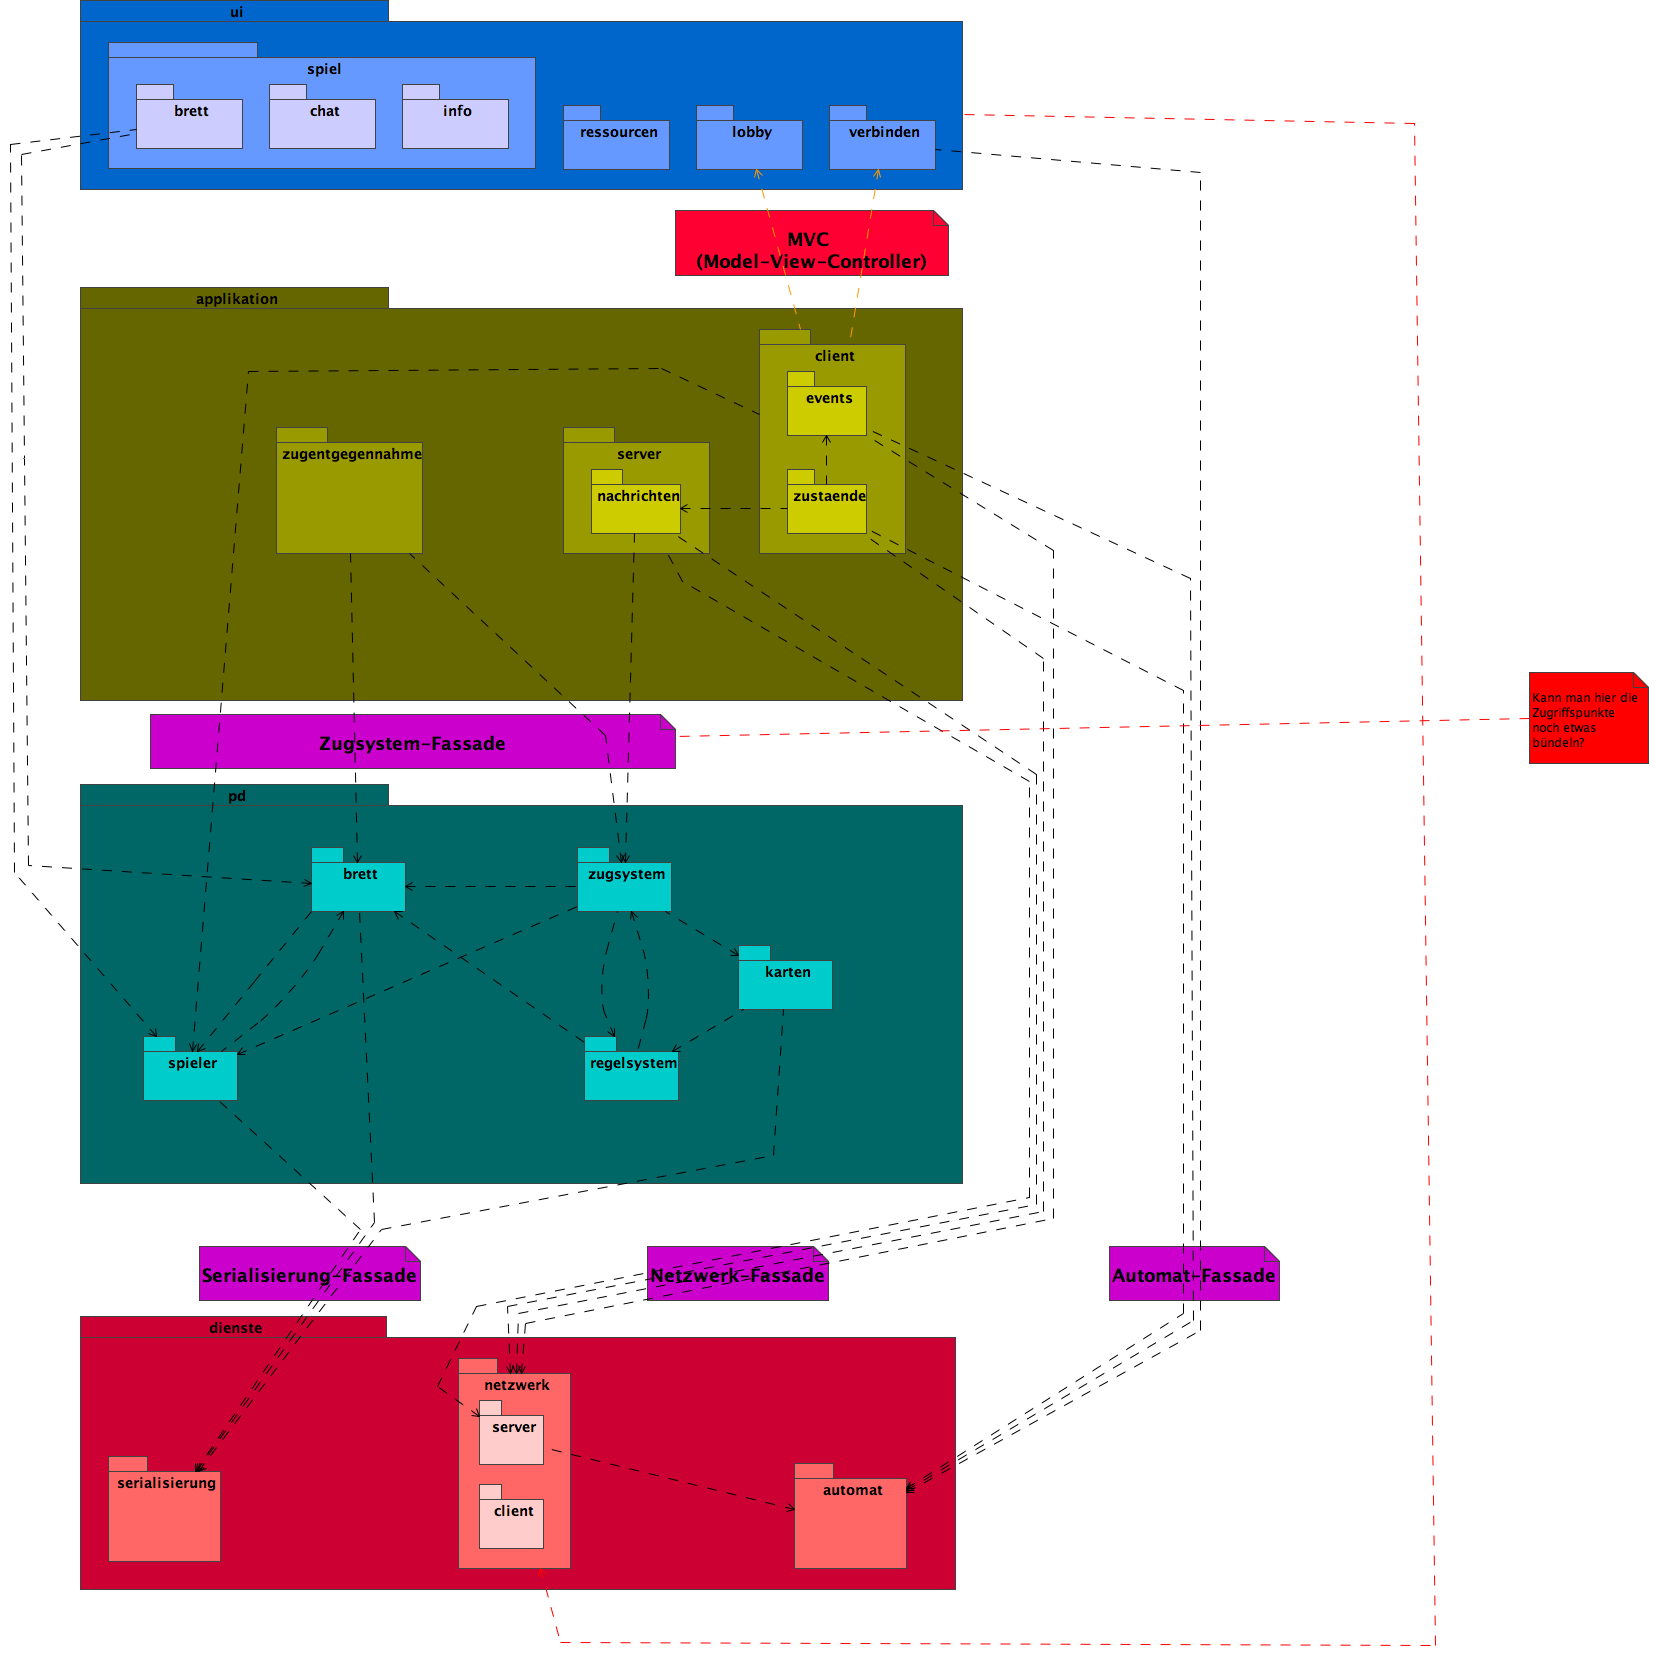 ui
spiel
brett
chat
info
ressourcen
lobby
verbinden
MVC
(Model-View-Controller)
applikation
client
events
zugentgegennahme
server
nachrichten
zustaende
Kann man hier die
Zugriffspunkte
noch etwas
bündeln?
Zugsystem-Fassade
pd
brett
zugsystem
karten
spieler
regelsystem
Serialisierung-Fassade
Netzwerk-Fassade
Automat-Fassade
dienste
netzwerk
server
serialisierung
automat
client